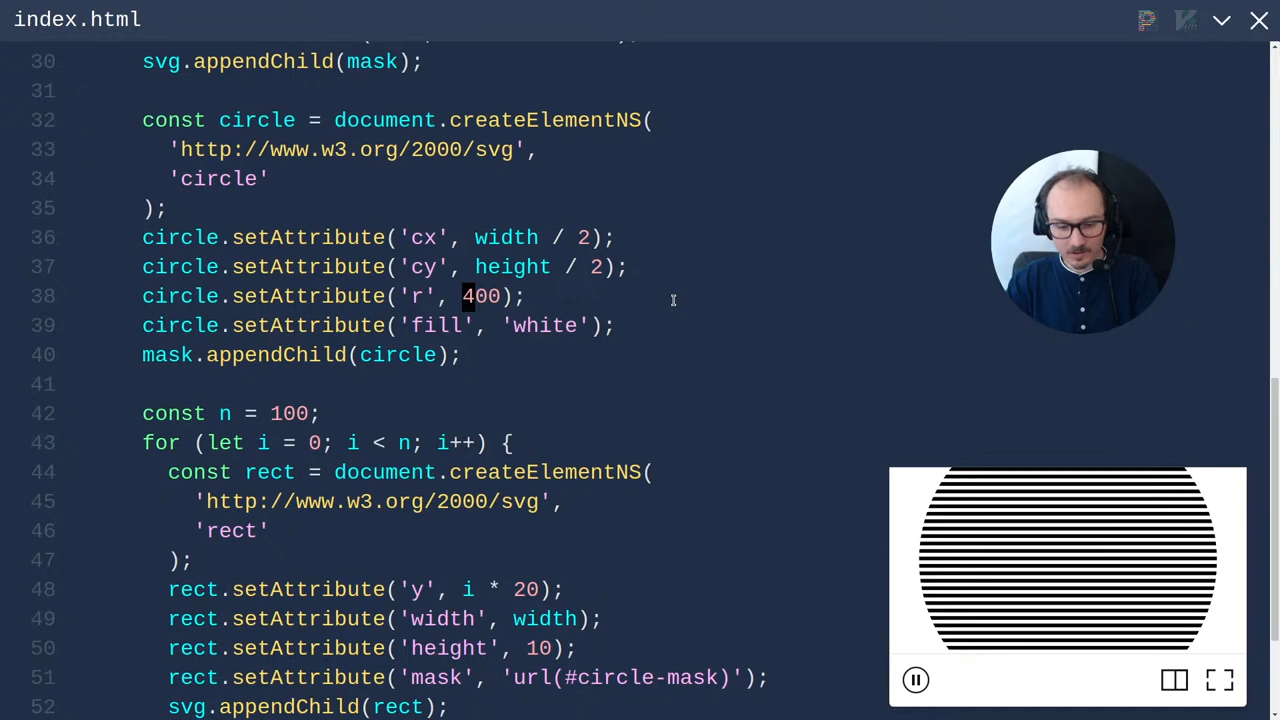 index.html
30 svg.appendChild(mask);
31
32 const circle = document.createElementNS(
33 'http://www.w3.org/2000/svg',
34 'circle'
35 );
36 circle.setAttribute('cx', width / 2);
37 circle.setAttribute('cy', height / 2);
38 circle.setAttribute('r', 400);
39 circle.setAttribute('fill', 'white');
40 mask.appendChild(circle);
41
42 const n = 100;
43 for (let i = 0; i < n; i++) {
44 const rect = document.createElementNS(
45 'http://www.w3.org/2000/svg',
46 'rect'
47 );
48 rect.setAttribute('y', i * 20);
49 rect.setAttribute('width', width);
50 rect.setAttribute('height', 10);
51 rect.setAttribute('mask', 'url(#circle-mask)');
52 svg.appendChild(rect);